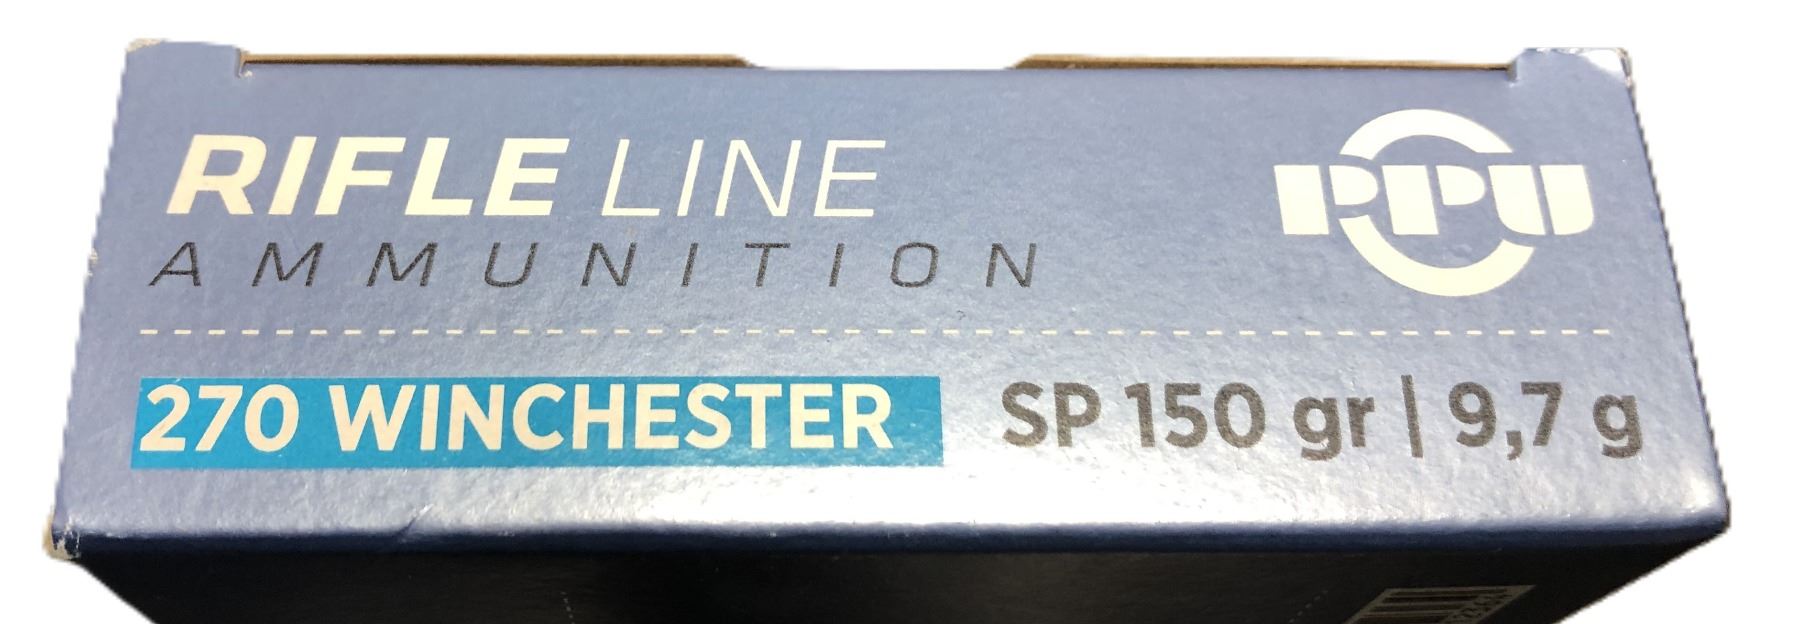 RIFLE LINE
AMMUNITION
PPU
270 WINCHESTER SP 150 gr | 9,7 g